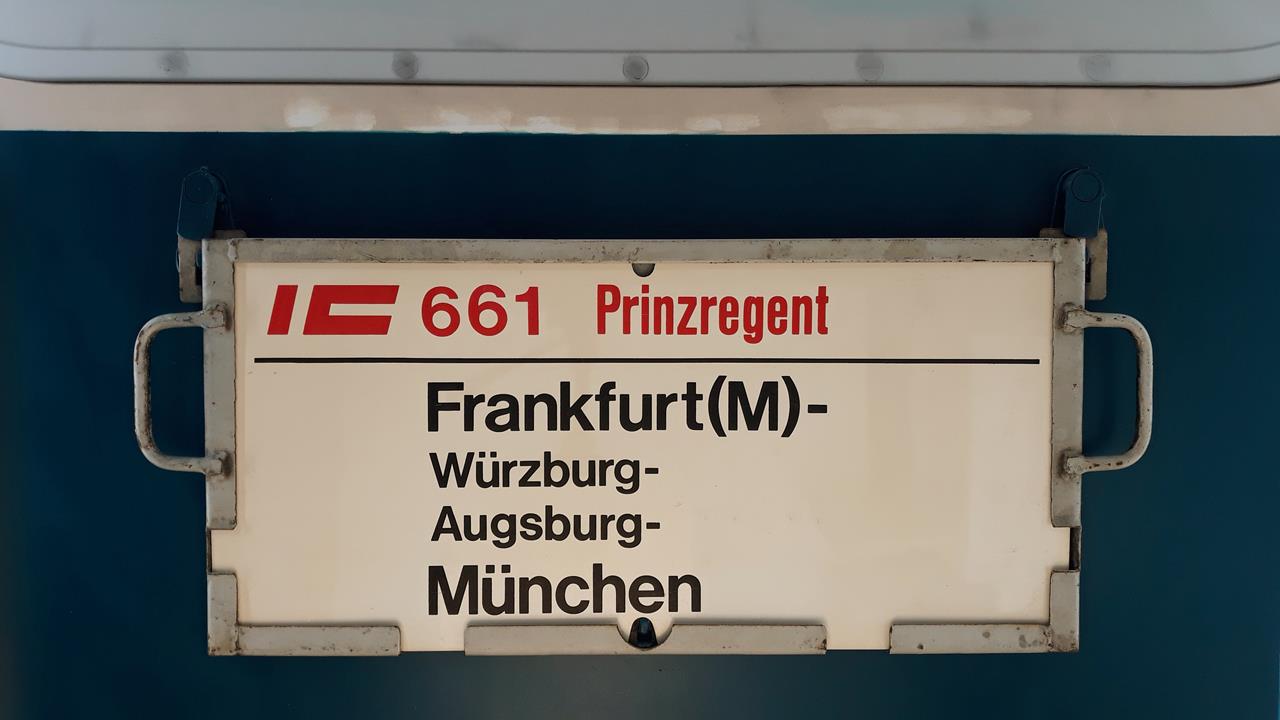 IC 661 Prinzregent
Frankfurt(M)-
Würzburg-
Augsburg-
München